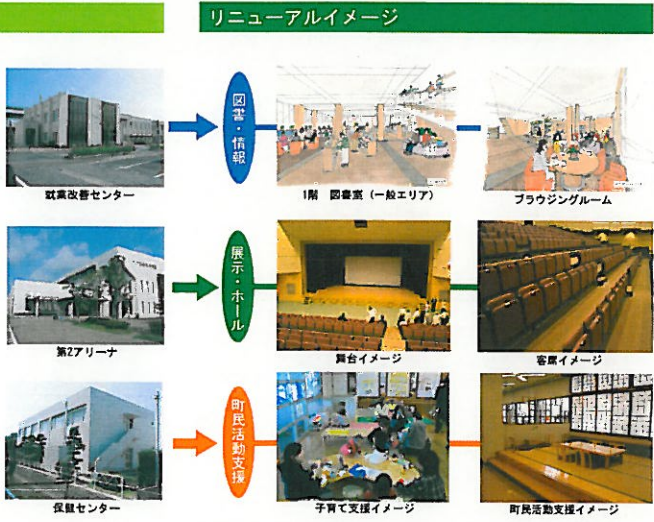 リニューアルイメージ
図書・情報
就業改善センター
1階 図書室（一般エリア）
ブラウジングルーム
展示・ホール
第2アリーナ
舞台イメージ
客席イメージ
町民活動支援
保健センター
子育て支援イメージ
町民活動支援イメージ